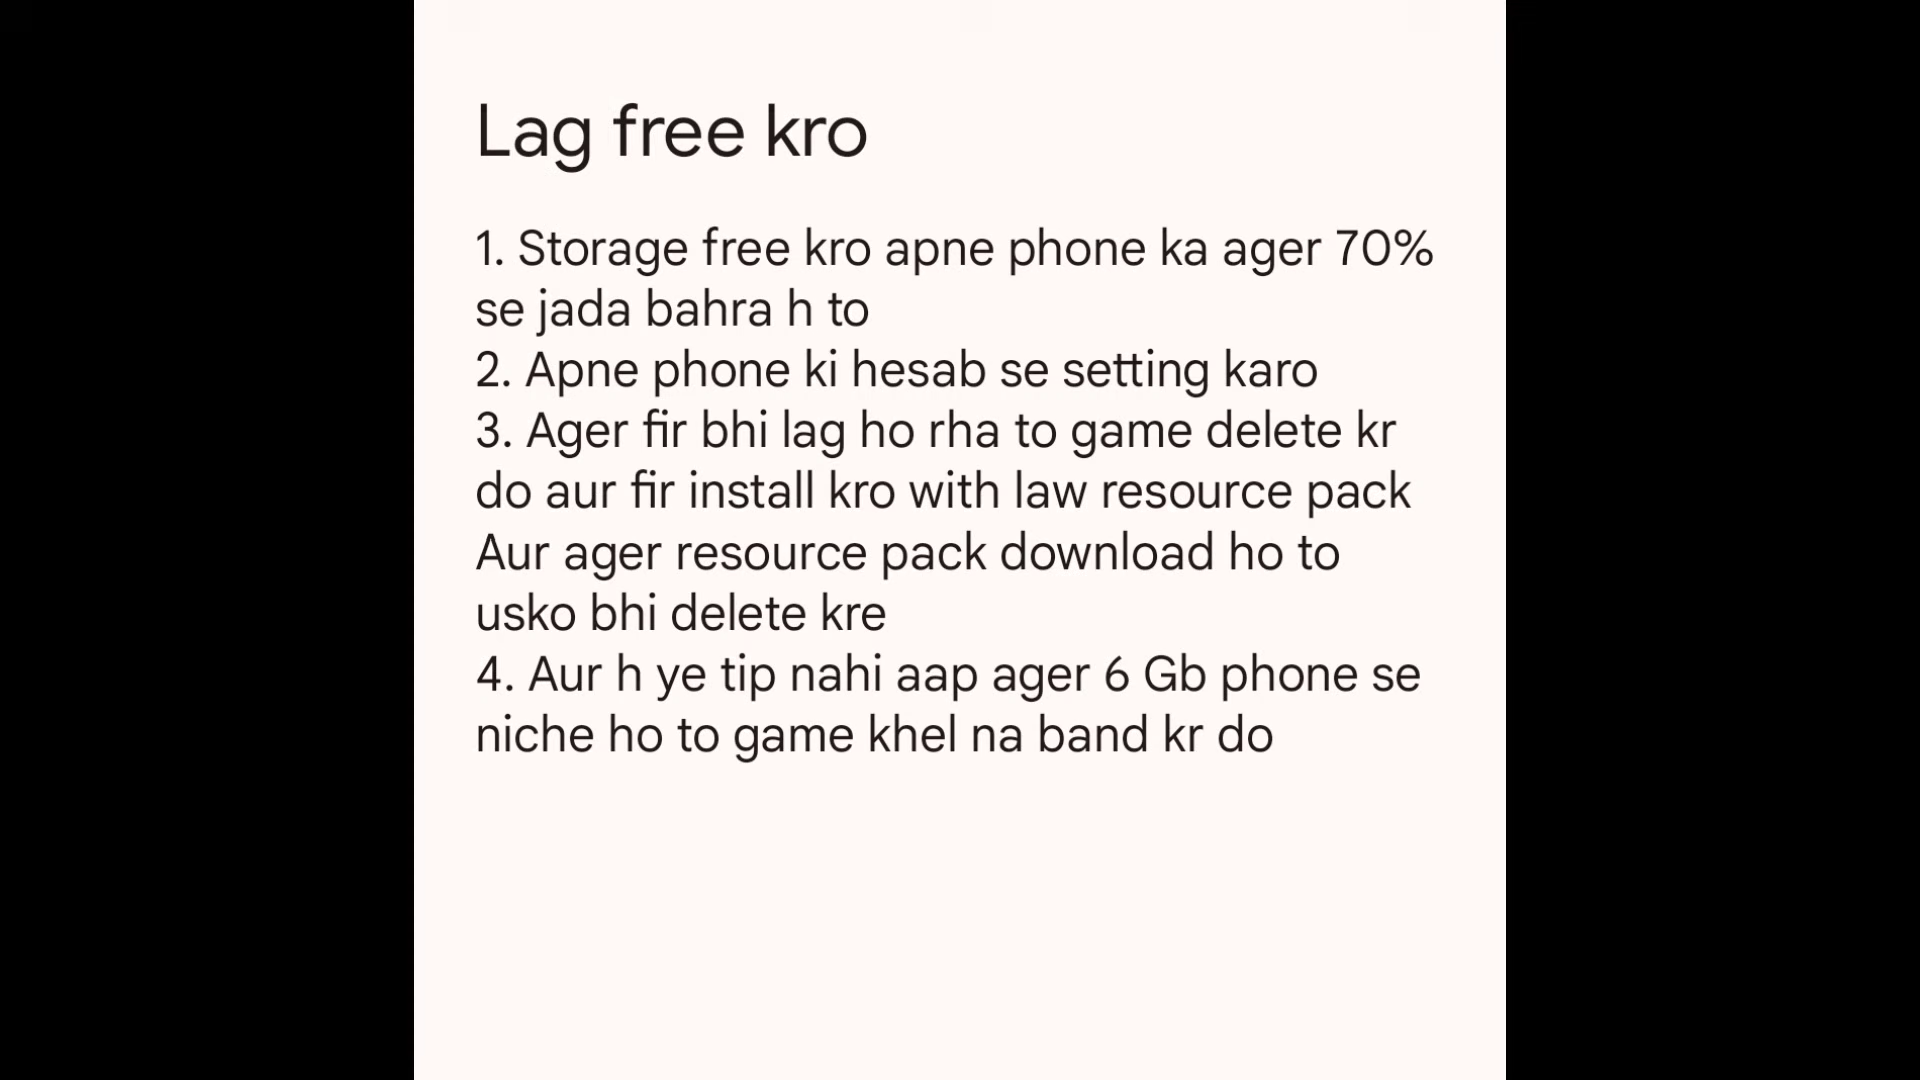 Lag free kro
1. Storage free kro apne phone ka ager 70%
se jada bahra h to
2. Apne phone ki hesab se setting karo
3. Ager fir bhi lag ho rha to game delete kr
do aur fir install kro with law resource pack
Aur ager resource pack download ho to
usko bhi delete kre
4. Aur h ye tip nahi aap ager 6 Gb phone se
niche ho to game khel na band kr do